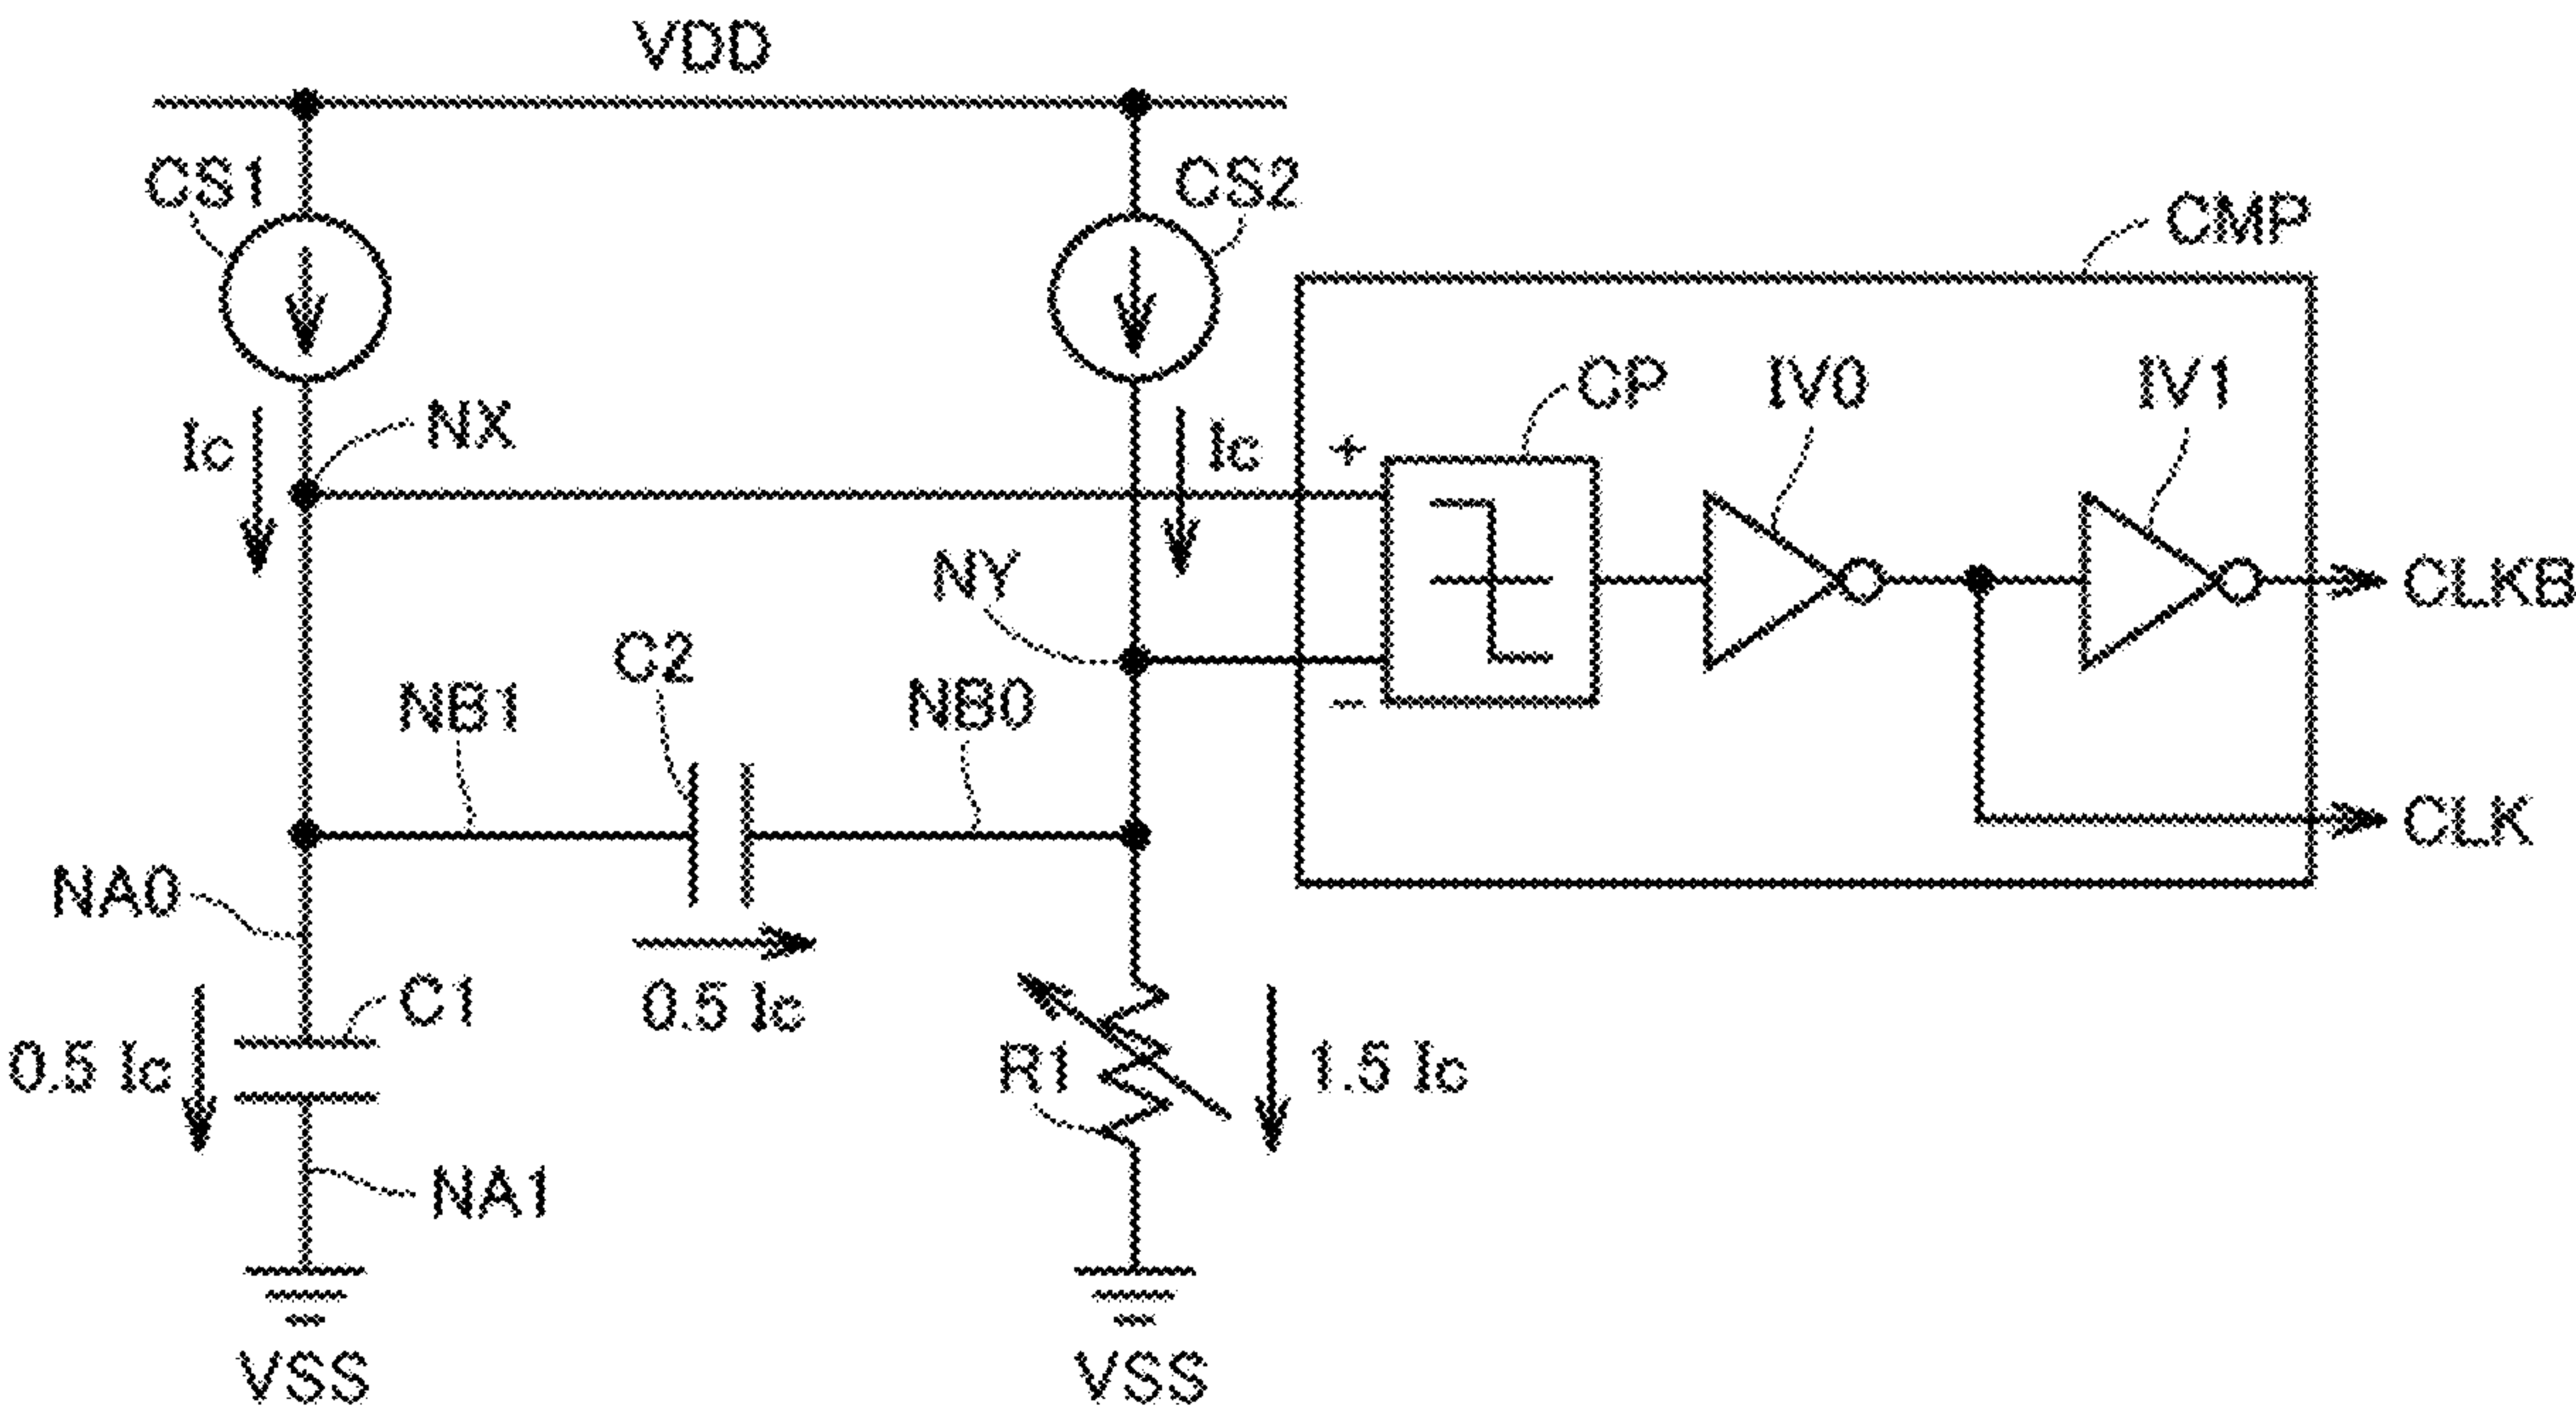 VDD
CS1
CS2
CMP
CP
IV0
IV1
Ic
NX
Ic
+
NY
CLKB
C2
NB1
NB0
-
CLK
NA0
C1
0.5 Ic
0.5 Ic
R1
1.5 Ic
NA1
VSS
VSS